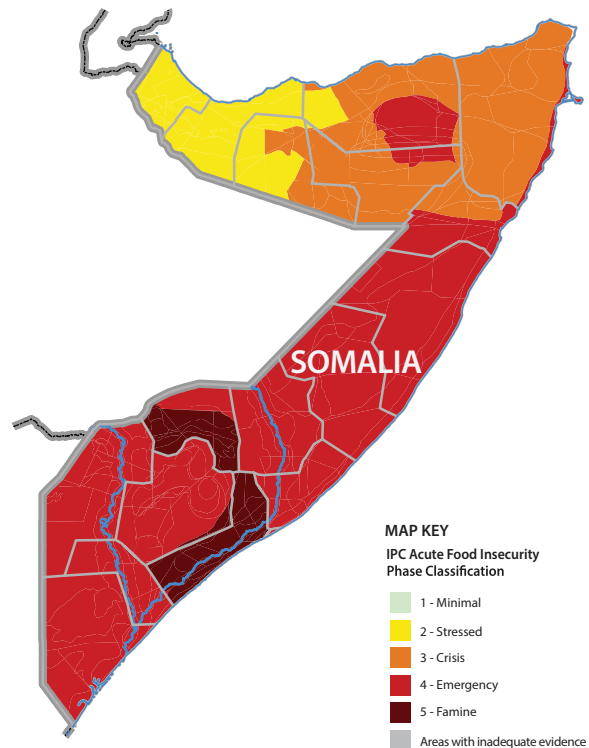 SOMALIA
MAP KEY
IPC Acute Food Insecurity
Phase Classification
1 - Minimal
2 - Stressed
3 - Crisis
4 - Emergency
5 - Famine
Areas with inadequate evidence